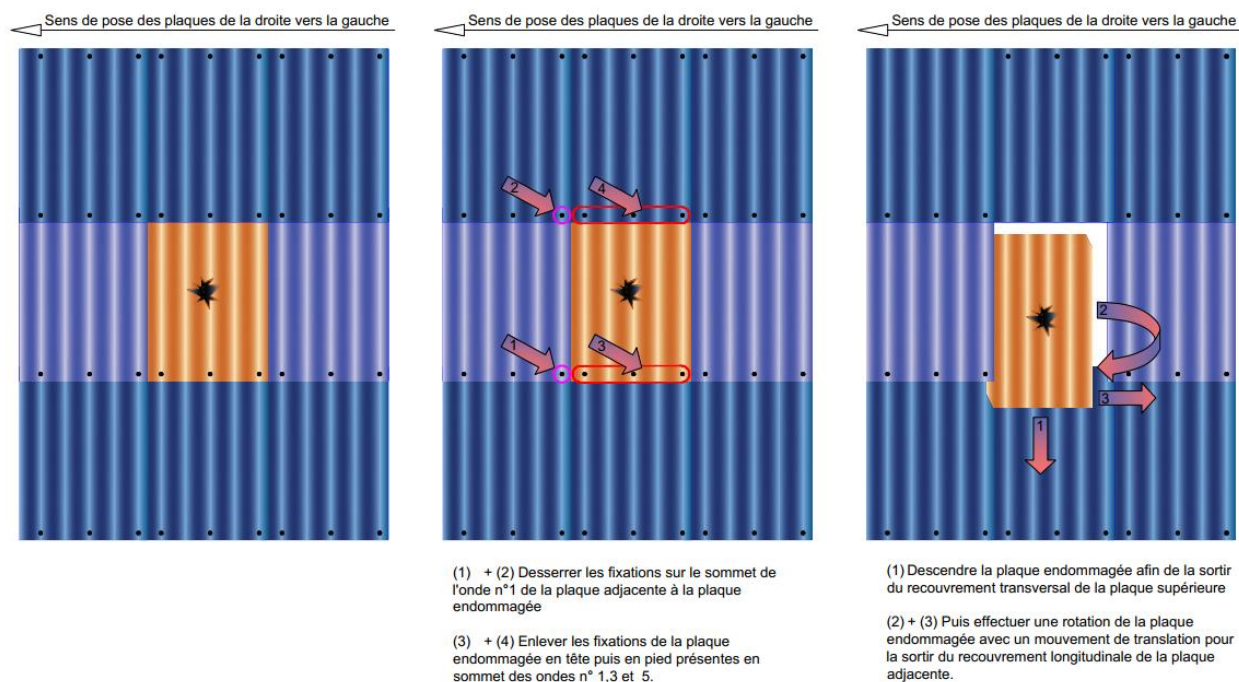 Sens de pose des plaques de la droite vers la gauche
Sens de pose des plaques de la droite vers la gauche
Sens de pose des plaques de la droite vers la gauche
2
4
1
3
2
3
1
(1) + (2) Desserrer les fixations sur le sommet de
l'onde n°1 de la plaque adjacente à la plaque
endommagée
(3) + (4) Enlever les fixations de la plaque
endommagée en tête puis en pied présentes en
sommet des ondes n° 1,3 et 5.
(1) Descendre la plaque endommagée afin de la sortir
du recouvrement transversal de la plaque supérieure
(2) + (3) Puis effectuer une rotation de la plaque
endommagée avec un mouvement de translation pour
la sortir du recouvrement longitudinale de la plaque
adjacente.